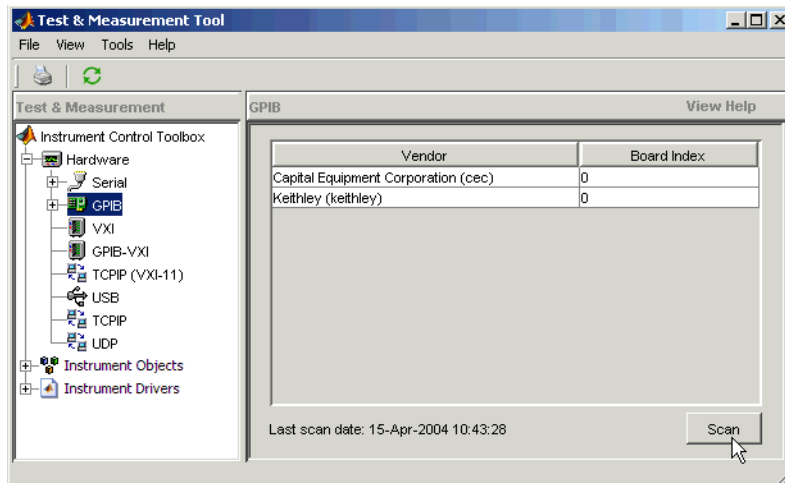 Test & Measurement Tool
File View Tools Help
Test & Measurement
GPIB View Help
Instrument Control Toolbox
Hardware
Serial
GPIB
VXI
GPIB-VXI
TCPIP (VXI-11)
USB
TCPIP
UDP
Instrument Objects
Instrument Drivers
Vendor Board Index
Capital Equipment Corporation (cec) 0
Keithley (keithley) 0
Last scan date: 15-Apr-2004 10:43:28
Scan